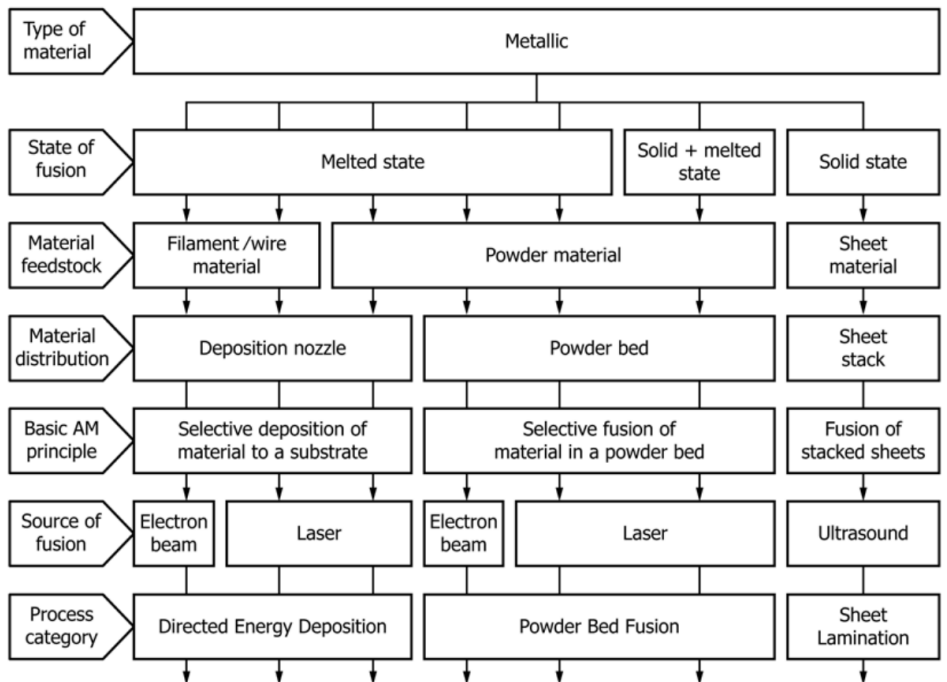 Type of
material
Metallic
State of
fusion
Melted state
Solid + melted
state
Solid state
Material
feedstock
Filament/wire
material
Powder material
Sheet
material
Material
distribution
Deposition nozzle
Powder bed
Sheet
stack
Basic AM
principle
Selective deposition of
material to a substrate
Selective fusion of
material in a powder bed
Fusion of
stacked sheets
Source of
fusion
Electron
beam
Laser
Electron
beam
Laser
Ultrasound
Process
category
Directed Energy Deposition
Powder Bed Fusion
Sheet
Lamination